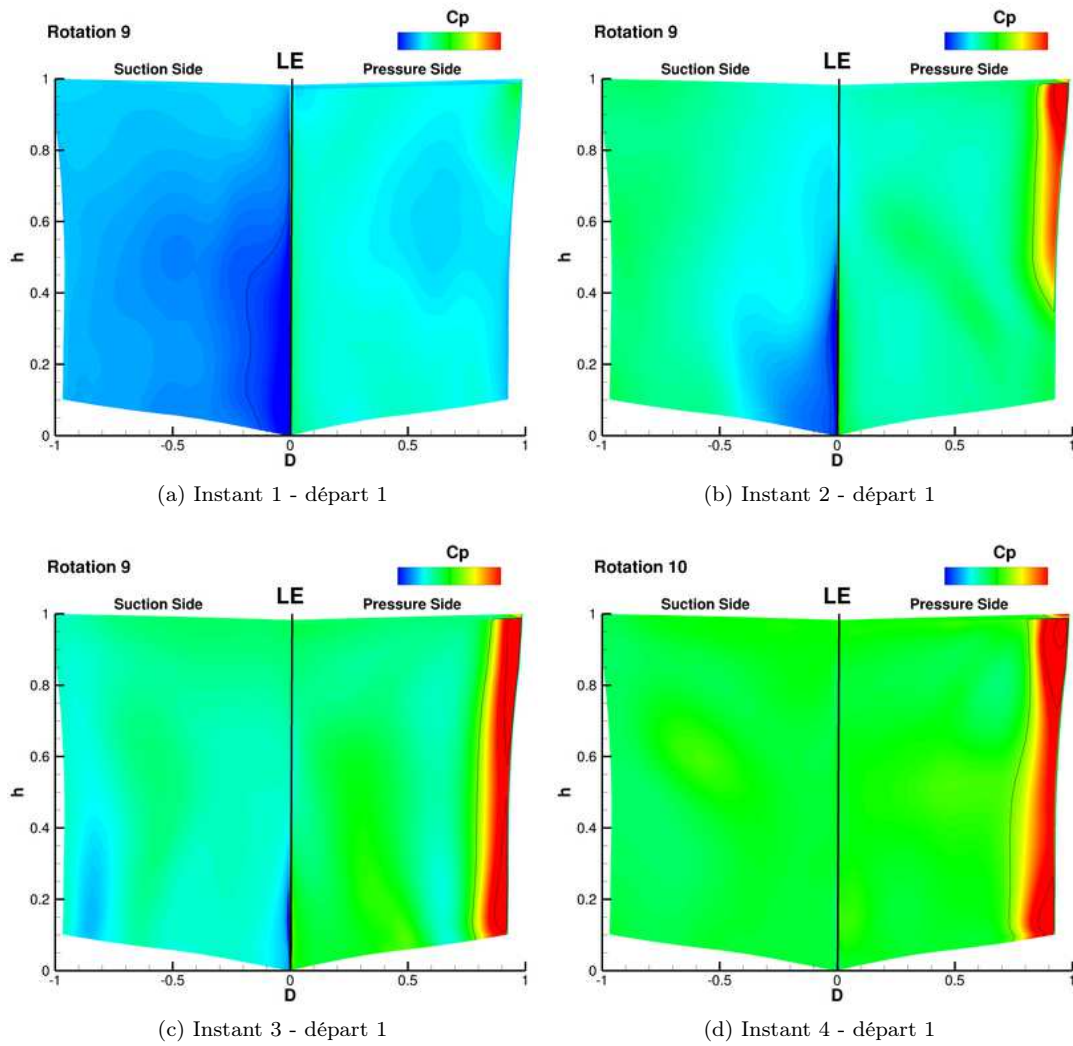 Rotation 9
Cp
LE
Suction Side
Pressure Side
1
0.8
0.6
h
0.4
0.2
0
-1
-0.5
0
0.5
1
D
(a) Instant 1 - départ 1
Rotation 9
Cp
LE
Suction Side
Pressure Side
1
0.8
0.6
h
0.4
0.2
0
-1
-0.5
0
0.5
1
D
(b) Instant 2 - départ 1
Rotation 9
Cp
LE
Suction Side
Pressure Side
1
0.8
0.6
h
0.4
0.2
0
-1
-0.5
0
0.5
1
D
(c) Instant 3 - départ 1
Rotation 10
Cp
LE
Suction Side
Pressure Side
1
0.8
0.6
h
0.4
0.2
0
-1
-0.5
0
0.5
1
D
(d) Instant 4 - départ 1